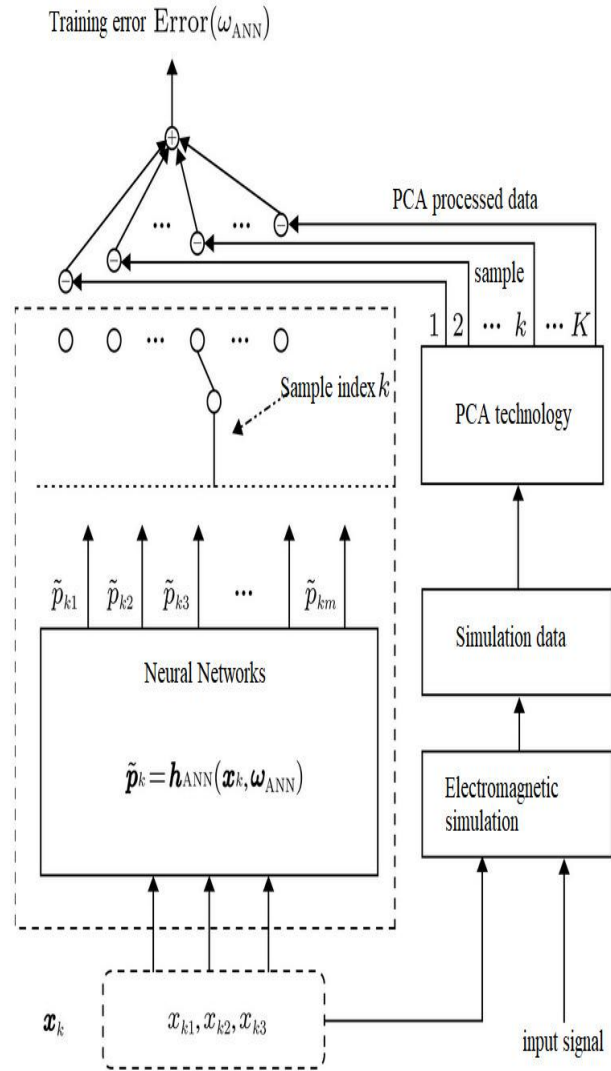 Training error Error(ω_ANN)
+
PCA processed data
... ...
−
−
−
−
sample
1 2 ... k ... K
... ...
Sample index k
PCA technology
p̃_k1 p̃_k2 p̃_k3 ... p̃_km
Simulation data
Neural Networks
p̃_k = h_ANN(x_k, ω_ANN)
Electromagnetic
simulation
x_k
x_k1, x_k2, x_k3
input signal